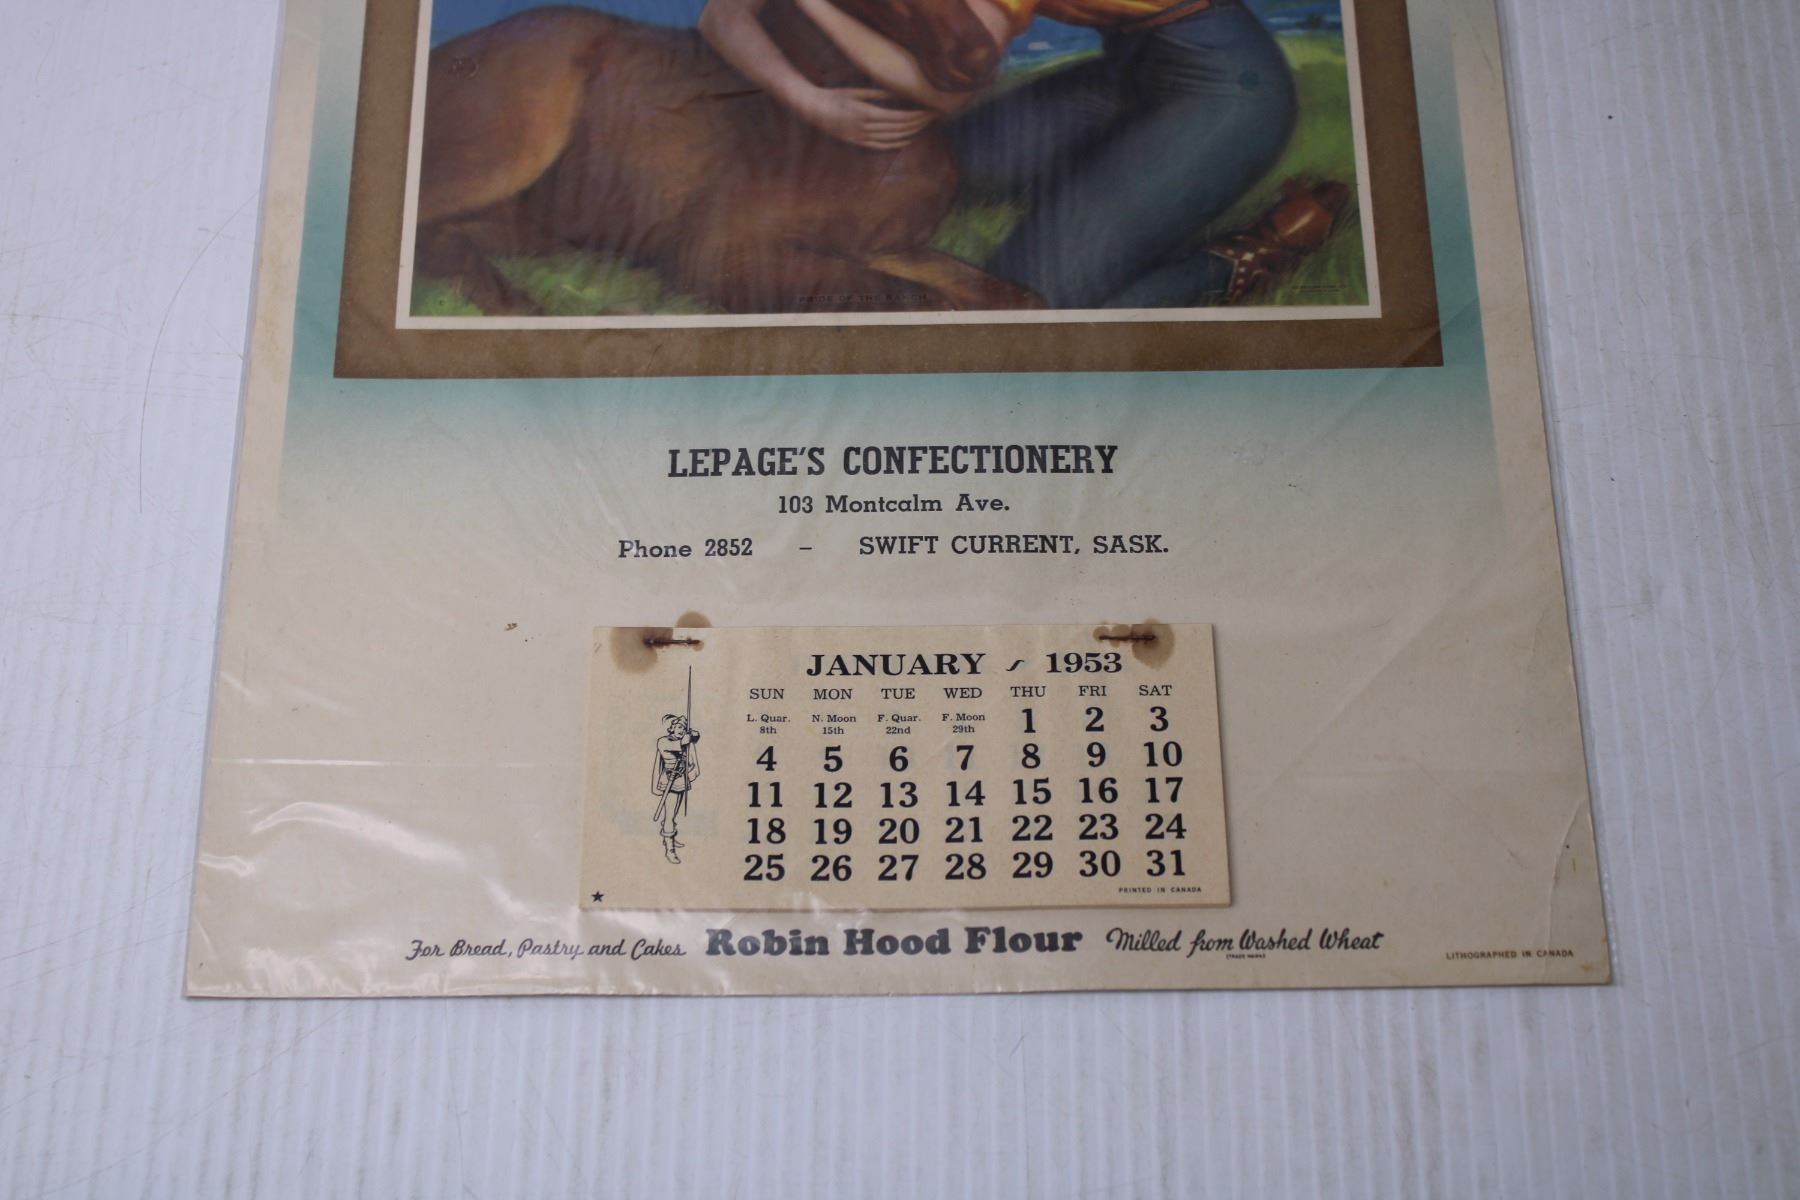 PRIDE OF THE RANCH
LEPAGE'S CONFECTIONERY
103 Montcalm Ave.
Phone 2852 - SWIFT CURRENT, SASK.
JANUARY 1953
SUN MON TUE WED THU FRI SAT
L. Quar. 8th N. Moon 15th F. Quar. 22nd F. Moon 29th 1 2 3
4 5 6 7 8 9 10
11 12 13 14 15 16 17
18 19 20 21 22 23 24
25 26 27 28 29 30 31
PRINTED IN CANADA
For Bread, Pastry and Cakes Robin Hood Flour Milled from Washed Wheat
(TRADE MARK)
LITHOGRAPHED IN CANADA